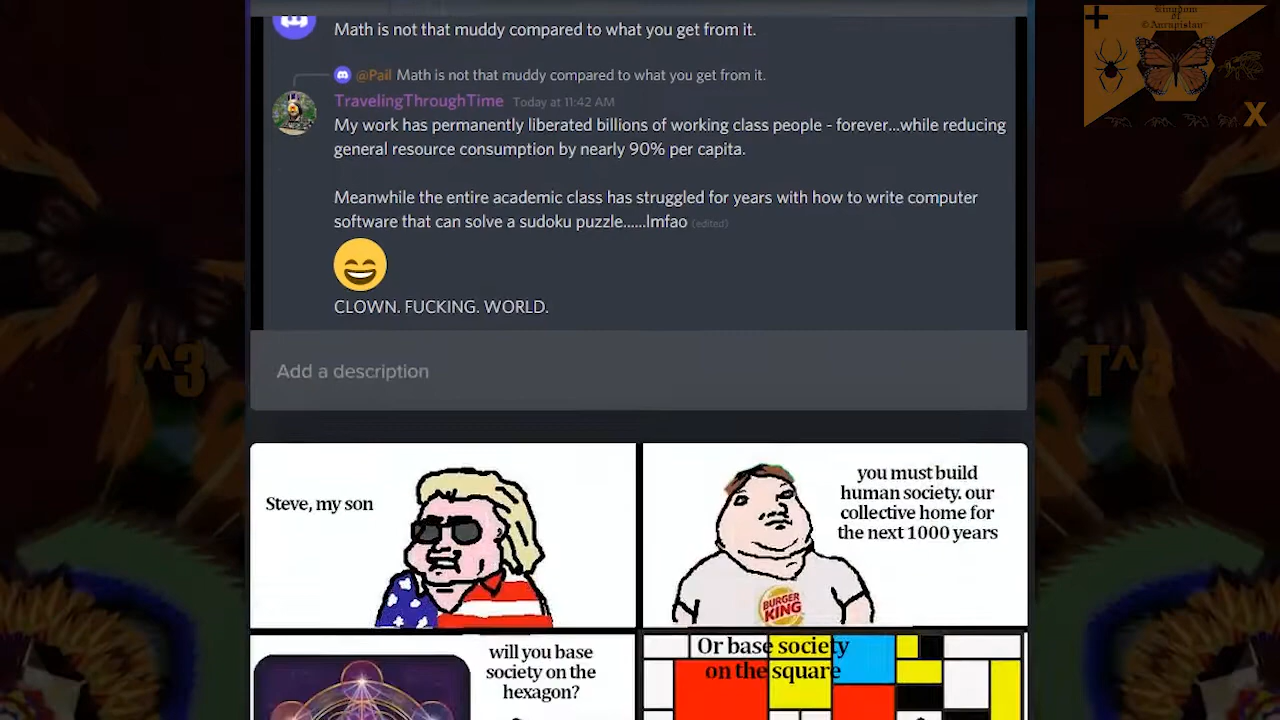 Kingdom
of
©Anrapistan
X
Math is not that muddy compared to what you get from it.
@Pail Math is not that muddy compared to what you get from it.
TravelingThroughTime Today at 11:42 AM
My work has permanently liberated billions of working class people - forever...while reducing
general resource consumption by nearly 90% per capita.
Meanwhile the entire academic class has struggled for years with how to write computer
software that can solve a sudoku puzzle......lmfao (edited)
CLOWN. FUCKING. WORLD.
T^3
T^3
Add a description
Steve, my son
you must build
human society. our
collective home for
the next 1000 years
BURGER
KING
will you base
society on the
hexagon?
Or base society
on the square